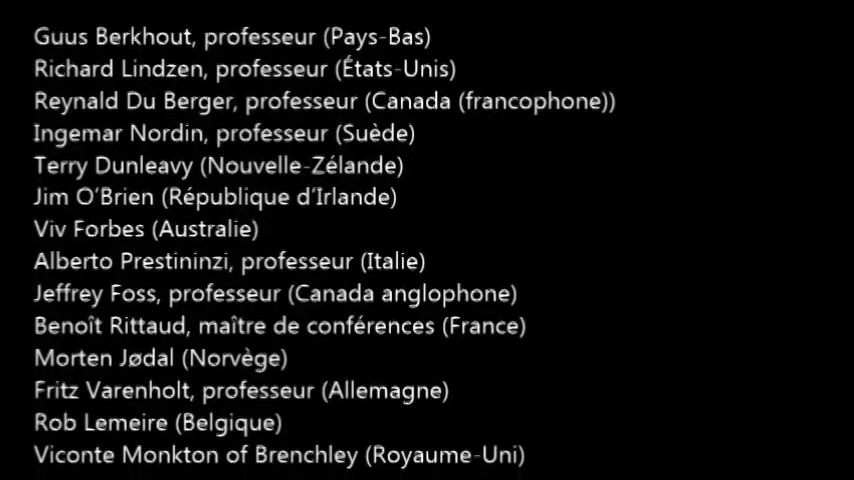 Guus Berkhout, professeur (Pays-Bas)
Richard Lindzen, professeur (États-Unis)
Reynald Du Berger, professeur (Canada (francophone))
Ingemar Nordin, professeur (Suède)
Terry Dunleavy (Nouvelle-Zélande)
Jim O’Brien (République d’Irlande)
Viv Forbes (Australie)
Alberto Prestininzi, professeur (Italie)
Jeffrey Foss, professeur (Canada anglophone)
Benoît Rittaud, maître de conférences (France)
Morten Jødal (Norvège)
Fritz Varenholt, professeur (Allemagne)
Rob Lemeire (Belgique)
Viconte Monkton of Brenchley (Royaume-Uni)